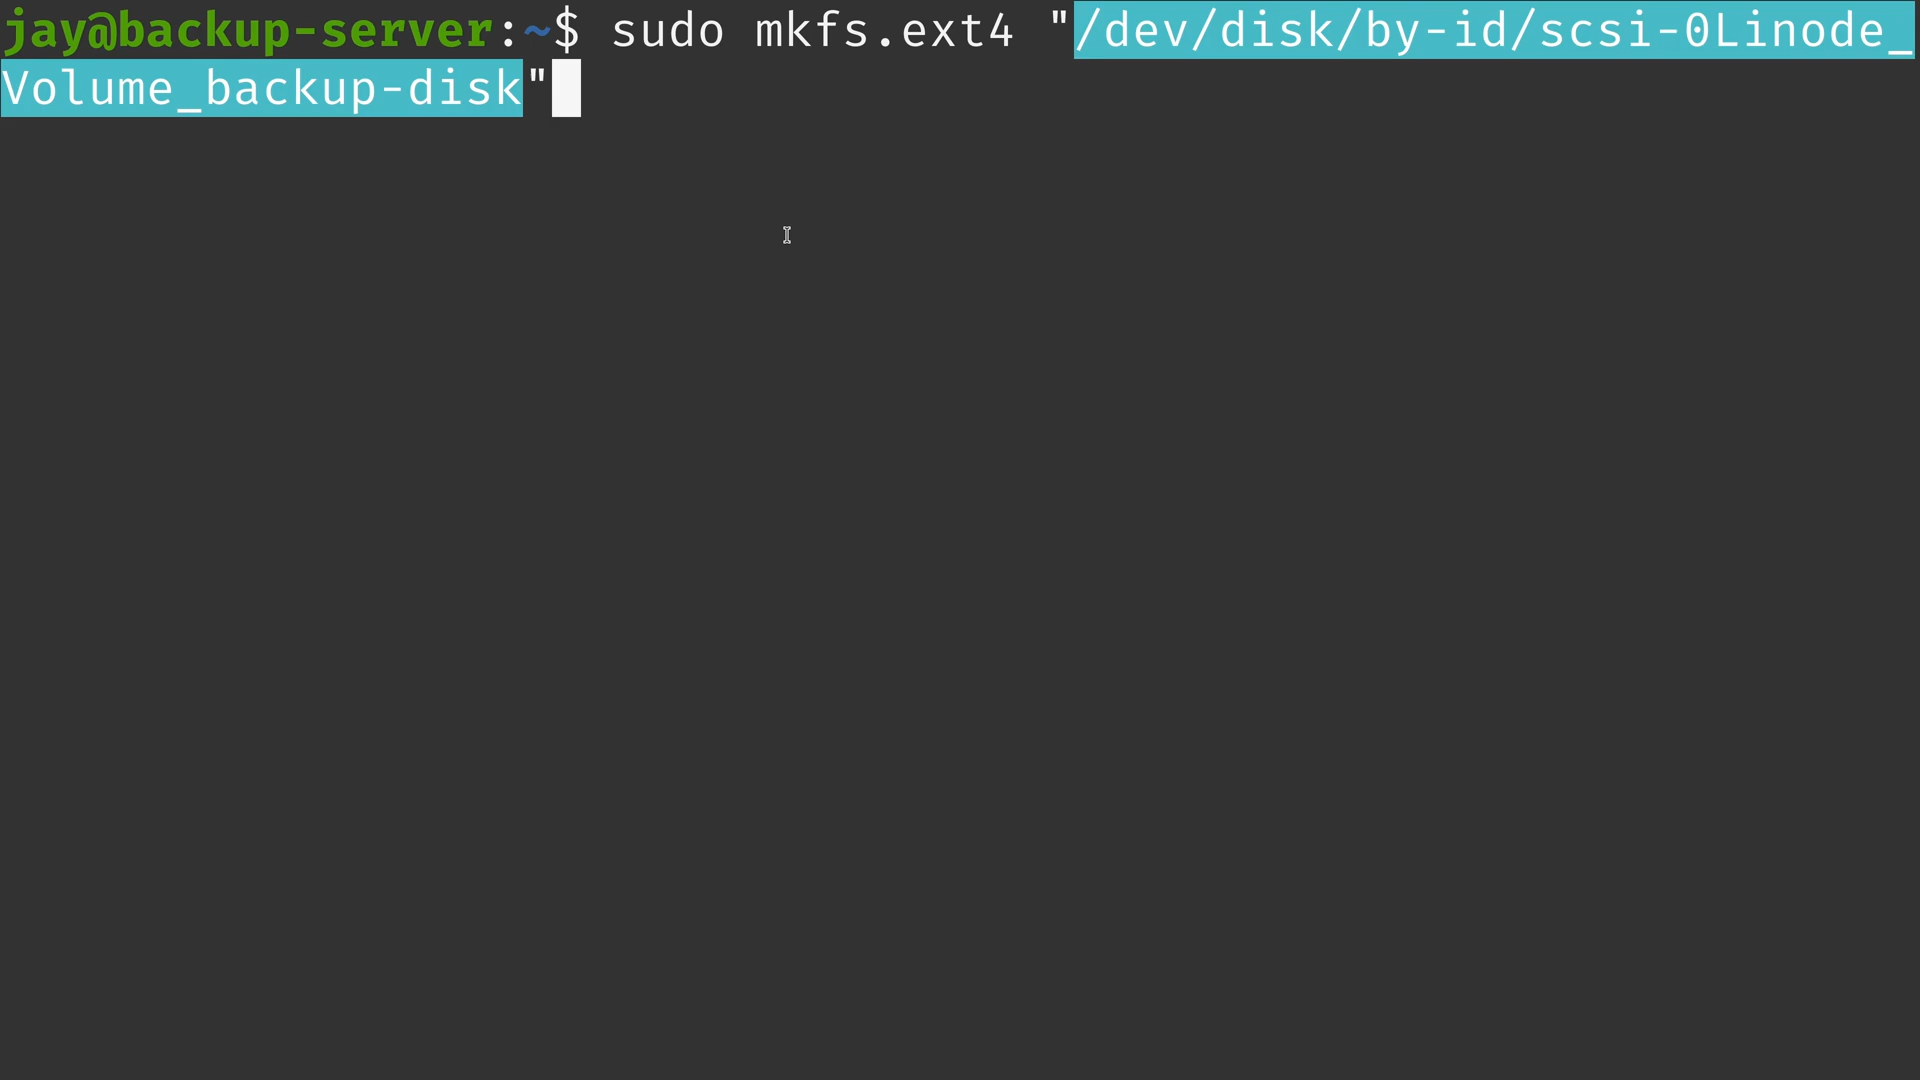 jay@backup-server:~$ sudo mkfs.ext4 "/dev/disk/by-id/scsi-0Linode_
Volume_backup-disk"